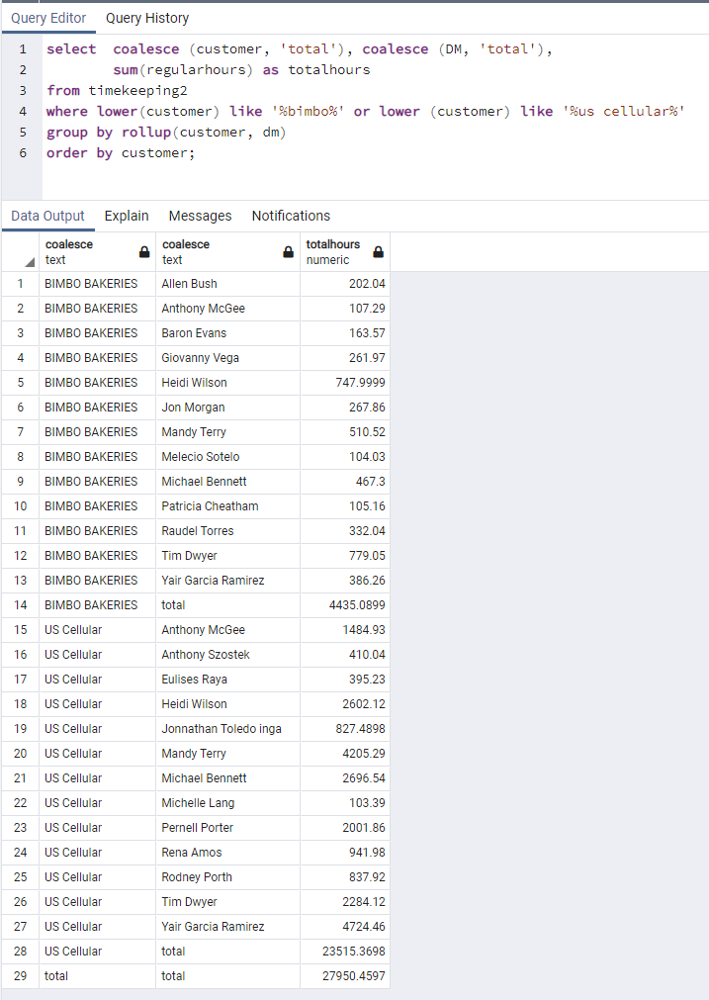 Query Editor Query History
1 select coalesce (customer, 'total'), coalesce (DM, 'total'),
2 sum(regularhours) as totalhours
3 from timekeeping2
4 where lower(customer) like '%bimbo%' or lower (customer) like '%us cellular%'
5 group by rollup(customer, dm)
6 order by customer;
Data Output Explain Messages Notifications
coalesce coalesce totalhours
text text numeric
1 BIMBO BAKERIES Allen Bush 202.04
2 BIMBO BAKERIES Anthony McGee 107.29
3 BIMBO BAKERIES Baron Evans 163.57
4 BIMBO BAKERIES Giovanny Vega 261.97
5 BIMBO BAKERIES Heidi Wilson 747.9999
6 BIMBO BAKERIES Jon Morgan 267.86
7 BIMBO BAKERIES Mandy Terry 510.52
8 BIMBO BAKERIES Melecio Sotelo 104.03
9 BIMBO BAKERIES Michael Bennett 467.3
10 BIMBO BAKERIES Patricia Cheatham 105.16
11 BIMBO BAKERIES Raudel Torres 332.04
12 BIMBO BAKERIES Tim Dwyer 779.05
13 BIMBO BAKERIES Yair Garcia Ramirez 386.26
14 BIMBO BAKERIES total 4435.0899
15 US Cellular Anthony McGee 1484.93
16 US Cellular Anthony Szostek 410.04
17 US Cellular Eulises Raya 395.23
18 US Cellular Heidi Wilson 2602.12
19 US Cellular Jonnathan Toledo inga 827.4898
20 US Cellular Mandy Terry 4205.29
21 US Cellular Michael Bennett 2696.54
22 US Cellular Michelle Lang 103.39
23 US Cellular Pernell Porter 2001.86
24 US Cellular Rena Amos 941.98
25 US Cellular Rodney Porth 837.92
26 US Cellular Tim Dwyer 2284.12
27 US Cellular Yair Garcia Ramirez 4724.46
28 US Cellular total 23515.3698
29 total total 27950.4597